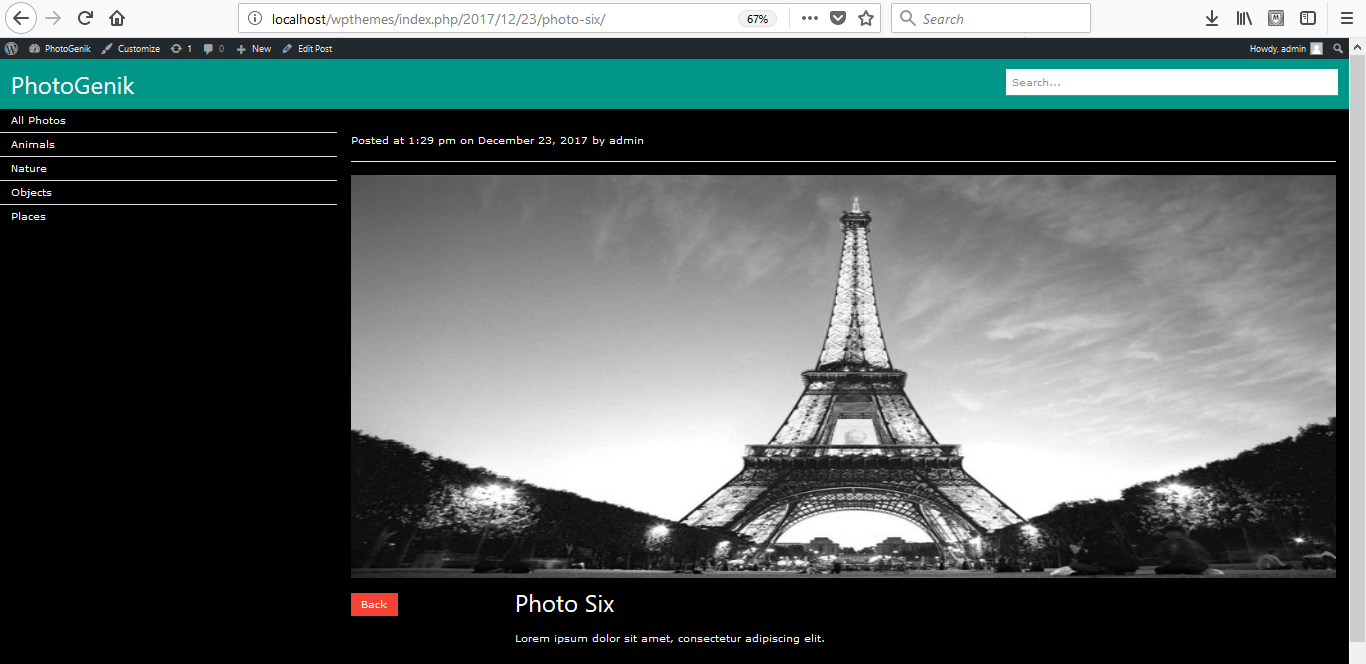 localhost/wpthemes/index.php/2017/12/23/photo-six/ 67% Search
PhotoGenik Customize 1 0 New Edit Post Howdy, admin
PhotoGenik Search...
All Photos
Animals
Nature
Objects
Places
Posted at 1:29 pm on December 23, 2017 by admin
Back
Photo Six
Lorem ipsum dolor sit amet, consectetur adipiscing elit.